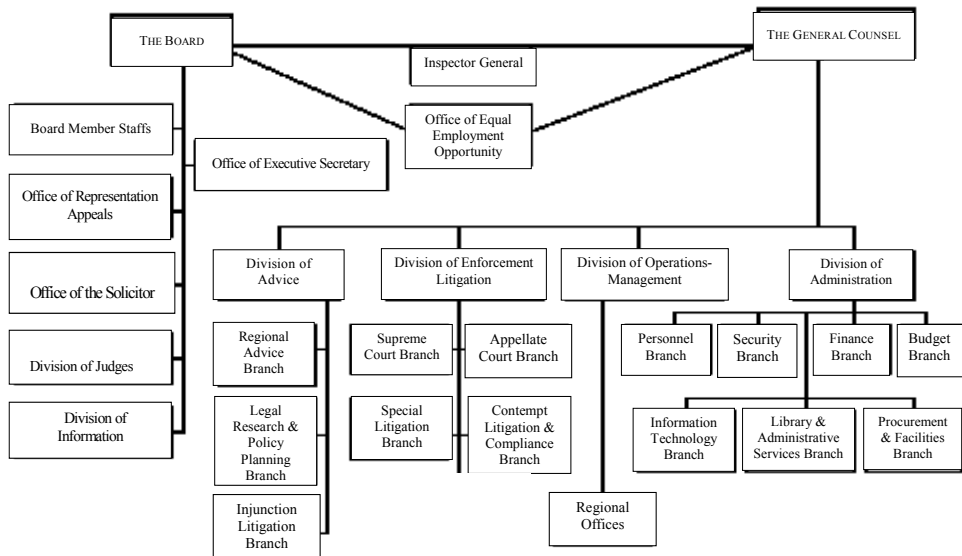 THE BOARD
THE GENERAL COUNSEL
Inspector General
Office of Equal
Employment
Opportunity
Board Member Staffs
Office of Executive Secretary
Office of Representation
Appeals
Office of the Solicitor
Division of Judges
Division of
Information
Division of
Advice
Division of Enforcement
Litigation
Division of Operations-
Management
Division of
Administration
Regional
Advice
Branch
Legal
Research &
Policy
Planning
Branch
Injunction
Litigation
Branch
Supreme
Court Branch
Appellate
Court Branch
Special
Litigation
Branch
Contempt
Litigation &
Compliance
Branch
Regional
Offices
Personnel
Branch
Security
Branch
Finance
Branch
Budget
Branch
Information
Technology
Branch
Library &
Administrative
Services Branch
Procurement
& Facilities
Branch